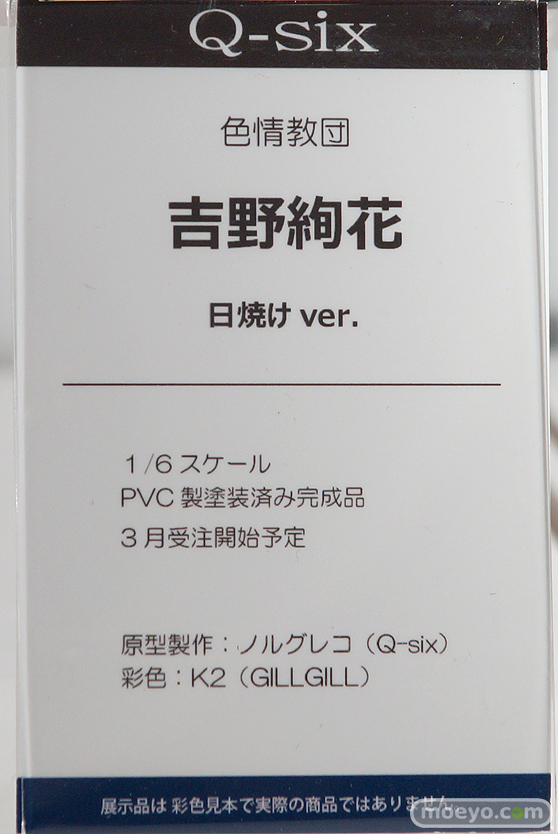 Q-six
色情教団
吉野絢花
日焼け ver.
1/6 スケール
PVC 製塗装済み完成品
3 月受注開始予定
原型製作：ノルグレコ（Q-six）
彩色：K2（GILLGILL）
展示品は 彩色見本で実際の商品ではありません。
moeyo.com